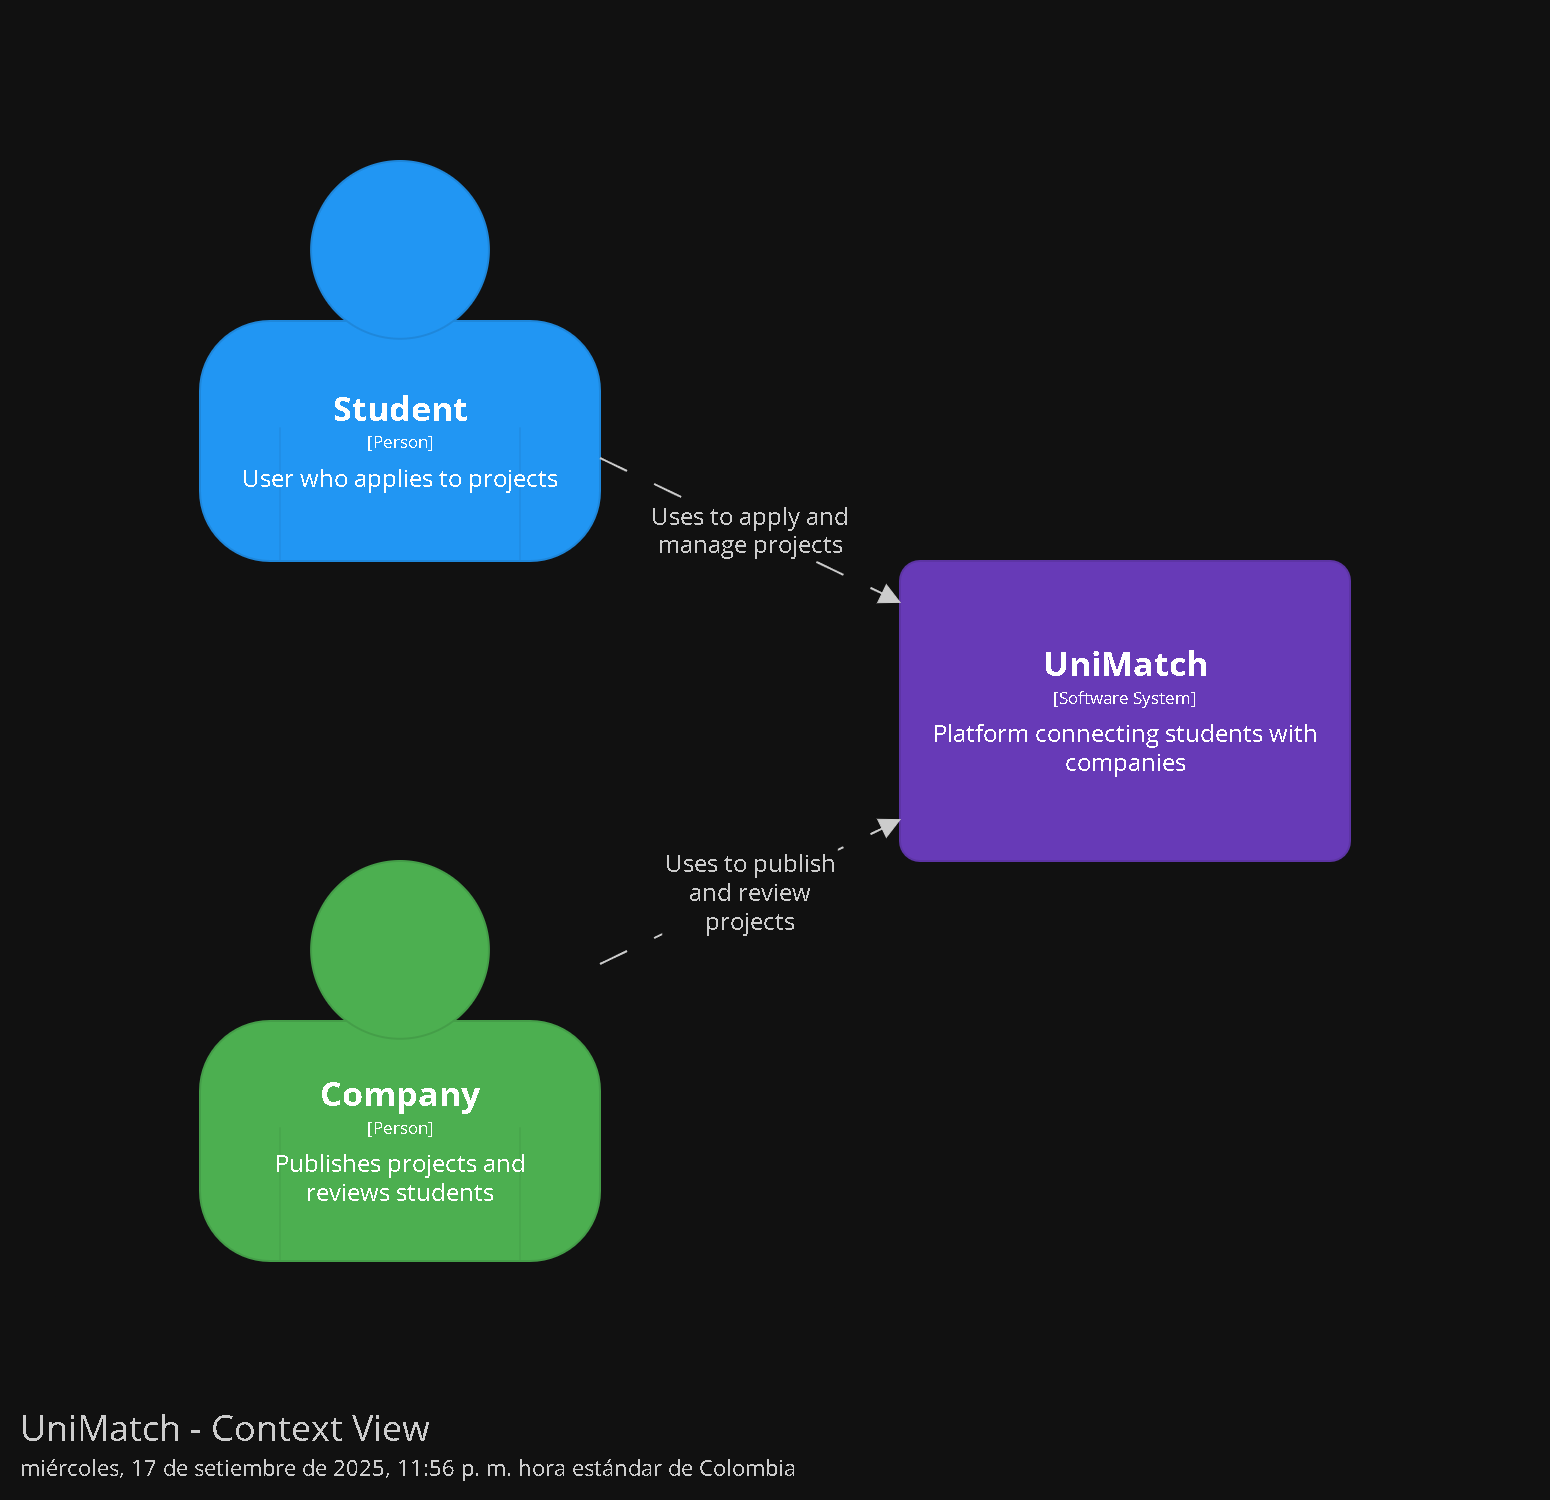 Student
[Person]
User who applies to projects
Uses to apply and
manage projects
UniMatch
[Software System]
Platform connecting students with
companies
Uses to publish
and review
projects
Company
[Person]
Publishes projects and
reviews students
UniMatch - Context View
miércoles, 17 de setiembre de 2025, 11:56 p. m. hora estándar de Colombia